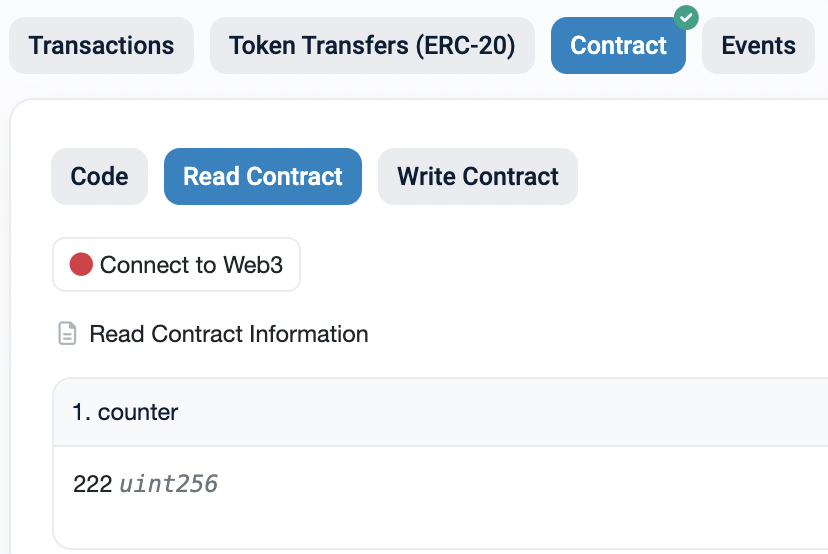 Transactions Token Transfers (ERC-20) Contract Events
Code Read Contract Write Contract
Connect to Web3
Read Contract Information
1. counter
222 uint256